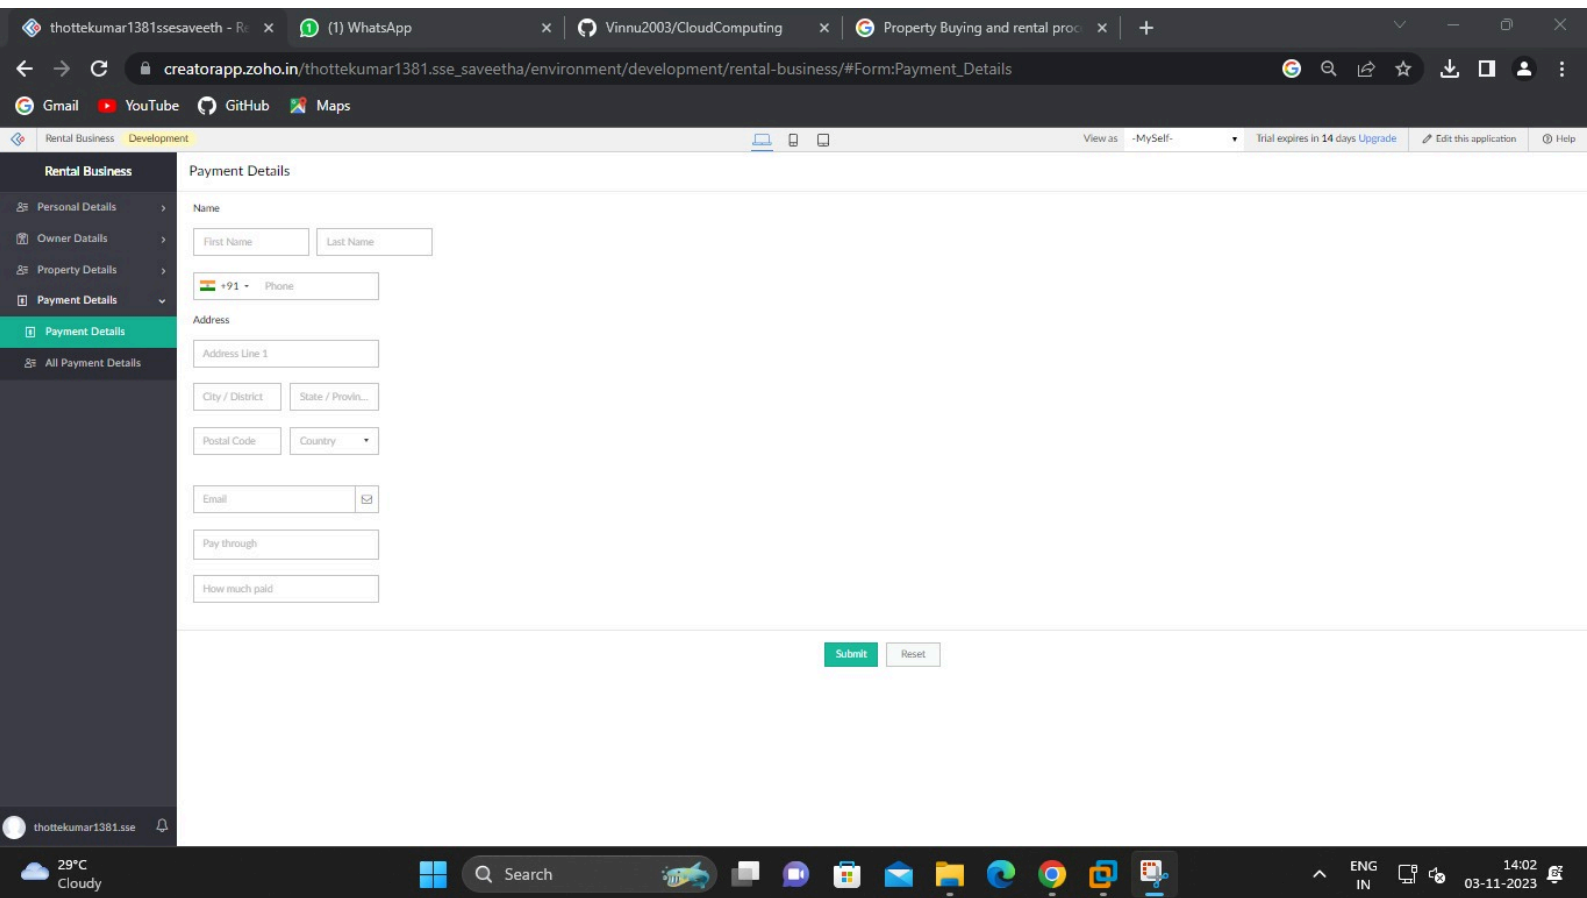 thottekumar1381ssesaveeth - Re
(1) WhatsApp
Vinnu2003/CloudComputing
Property Buying and rental proc
creatorapp.zoho.in/thottekumar1381.sse_saveetha/environment/development/rental-business/#Form:Payment_Details
Gmail YouTube GitHub Maps
Rental Business Development
View as -MySelf- Trial expires in 14 days Upgrade Edit this application Help
Rental Business
Payment Details
Personal Details
Owner Datails
Property Details
Payment Details
Payment Details
All Payment Details
Name
First Name Last Name
+91 Phone
Address
Address Line 1
City / District State / Provin...
Postal Code Country
Email
Pay through
How much paid
Submit Reset
thottekumar1381.sse
29°C
Cloudy
Search
ENG
IN
14:02
03-11-2023